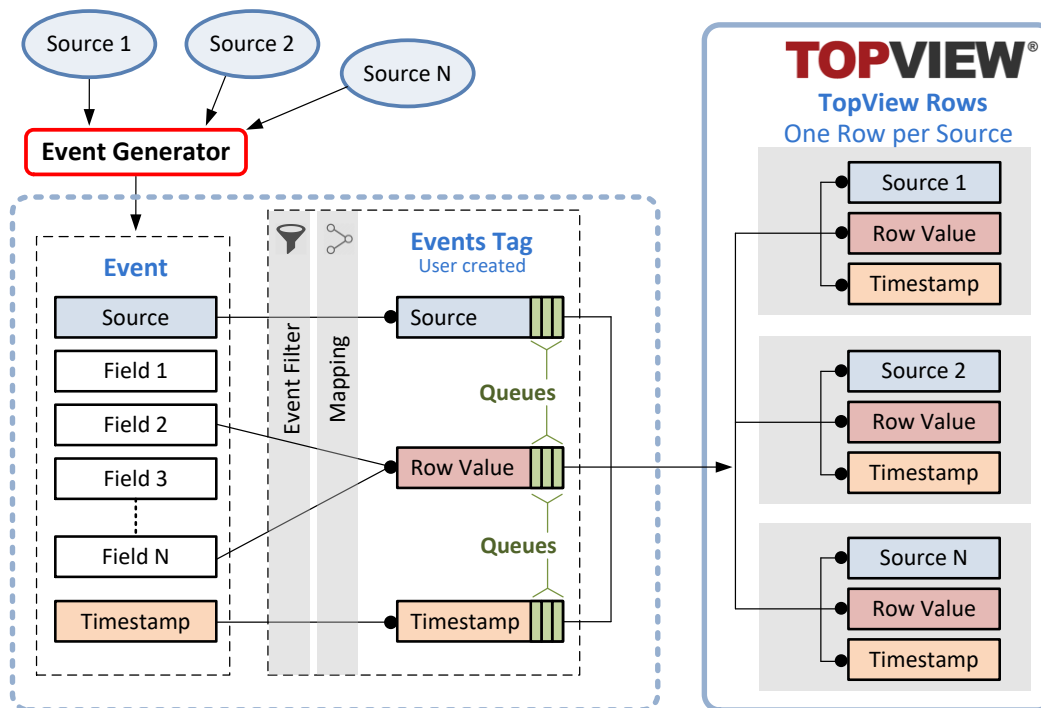 Source 1
Source 2
Source N
Event Generator
Event
Source
Field 1
Field 2
Field 3
Field N
Timestamp
Event Filter
Mapping
Events Tag
User created
Source
Queues
Row Value
Queues
Timestamp
TOPVIEW®
TopView Rows
One Row per Source
Source 1
Row Value
Timestamp
Source 2
Row Value
Timestamp
Source N
Row Value
Timestamp